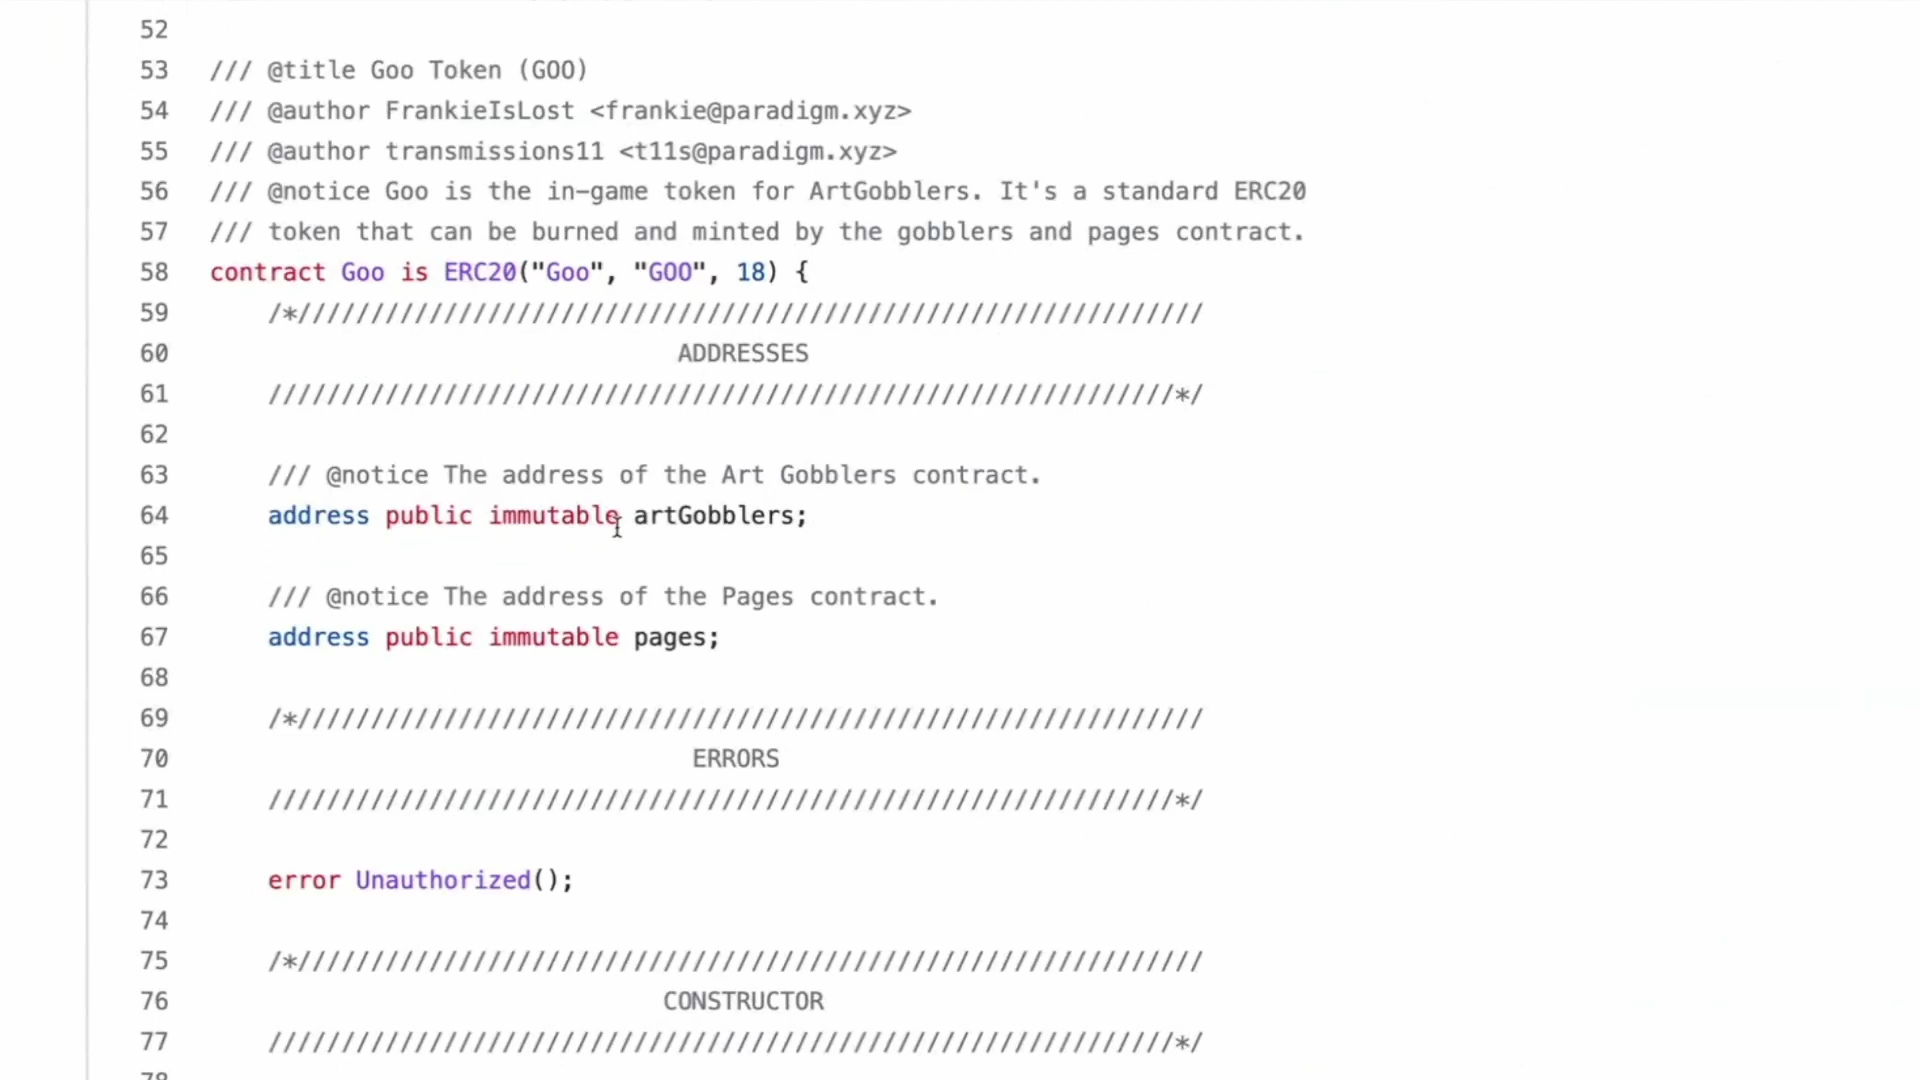 52
53 /// @title Goo Token (GOO)
54 /// @author FrankieIsLost <frankie@paradigm.xyz>
55 /// @author transmissions11 <t11s@paradigm.xyz>
56 /// @notice Goo is the in-game token for ArtGobblers. It's a standard ERC20
57 /// token that can be burned and minted by the gobblers and pages contract.
58 contract Goo is ERC20("Goo", "GOO", 18) {
59 /*//////////////////////////////////////////////////////////////
60 ADDRESSES
61 //////////////////////////////////////////////////////////////*/
62
63 /// @notice The address of the Art Gobblers contract.
64 address public immutable artGobblers;
65
66 /// @notice The address of the Pages contract.
67 address public immutable pages;
68
69 /*//////////////////////////////////////////////////////////////
70 ERRORS
71 //////////////////////////////////////////////////////////////*/
72
73 error Unauthorized();
74
75 /*//////////////////////////////////////////////////////////////
76 CONSTRUCTOR
77 //////////////////////////////////////////////////////////////*/
78